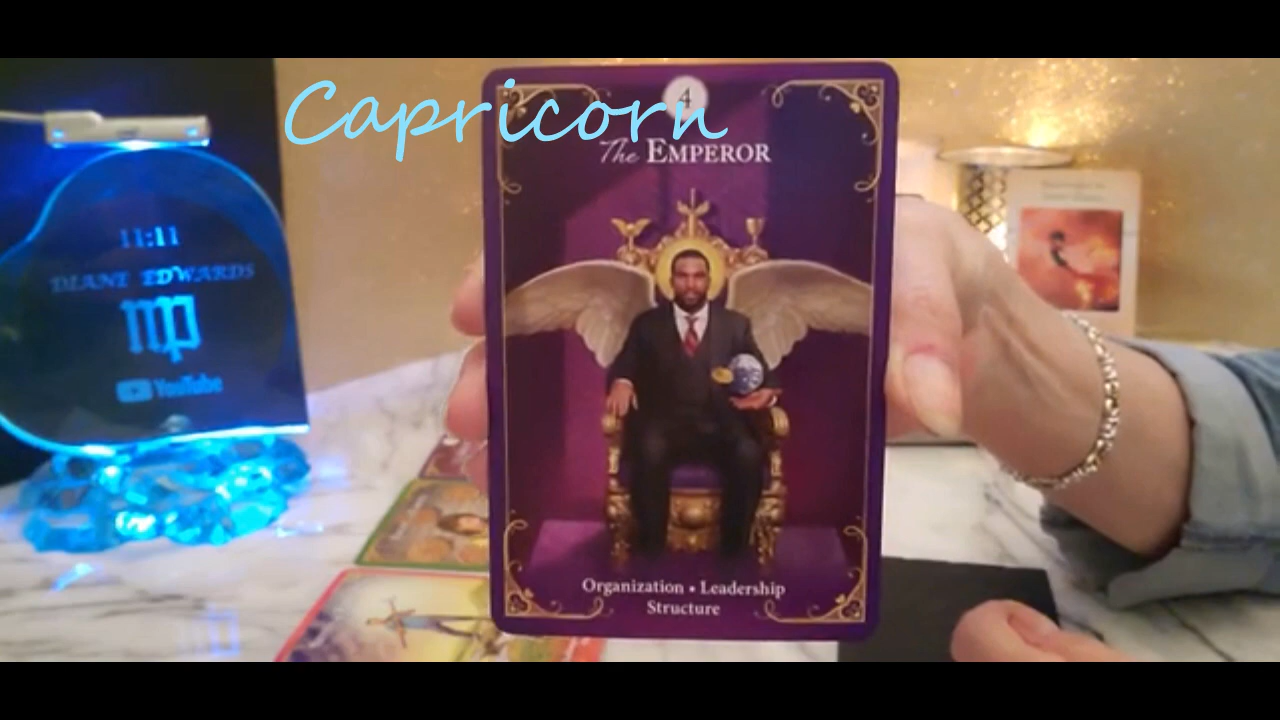 Capricorn
4
The EMPEROR
11:11
DIANE EDWARDS
YouTube
Organization • Leadership
Structure